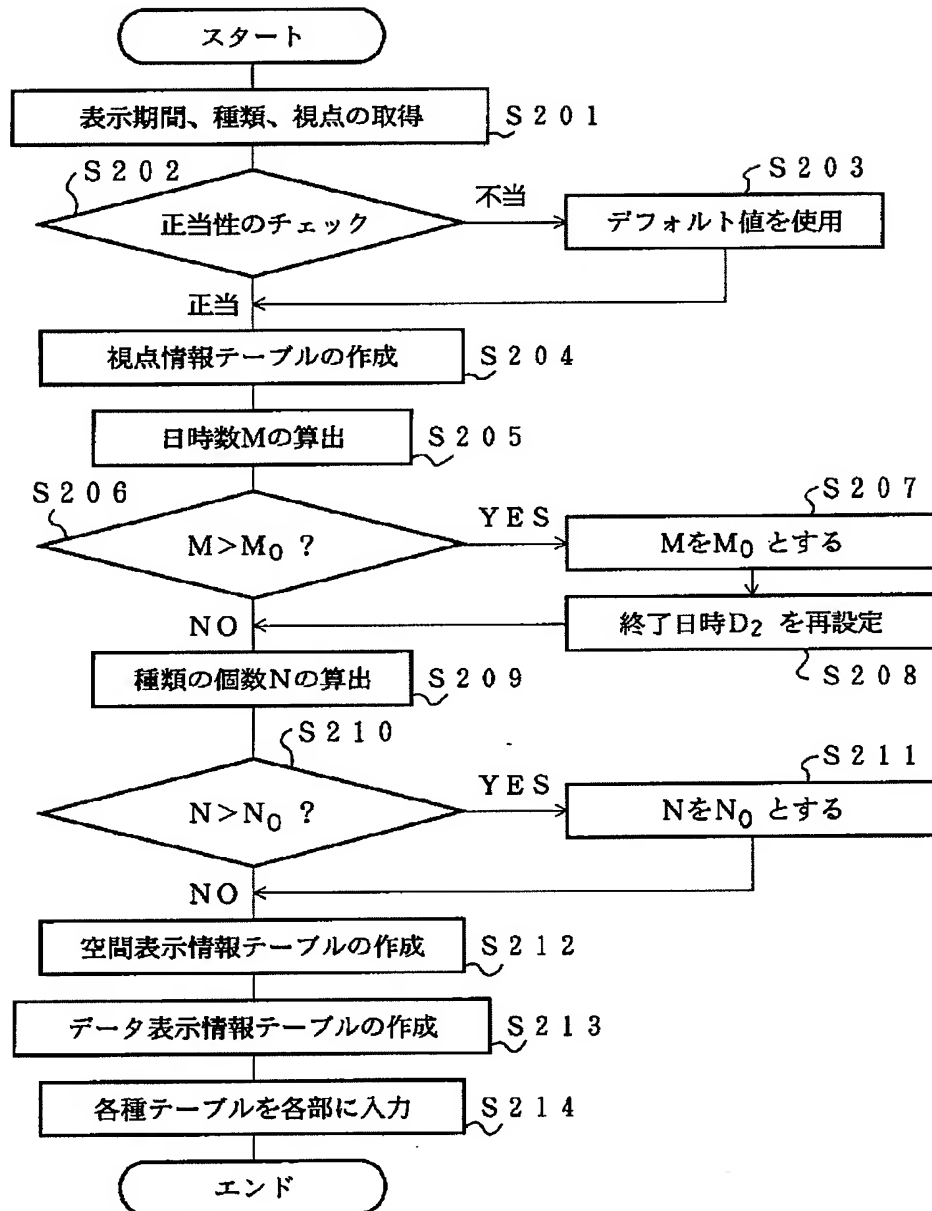 スタート
表示期間、種類、視点の取得
S201
S202
正当性のチェック
不当
S203
デフォルト値を使用
正当
視点情報テーブルの作成
S204
日時数Mの算出
S205
S206
M>M₀ ?
YES
S207
MをM₀ とする
NO
終了日時D₂ を再設定
S208
種類の個数Nの算出
S209
S210
N>N₀ ?
YES
S211
NをN₀ とする
NO
空間表示情報テーブルの作成
S212
データ表示情報テーブルの作成
S213
各種テーブルを各部に入力
S214
エンド